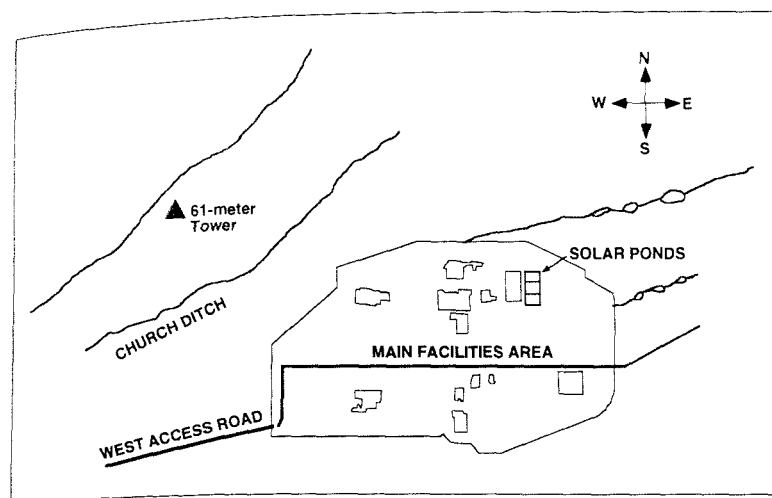 N
W E
S
61-meter
Tower
SOLAR PONDS
CHURCH DITCH
MAIN FACILITIES AREA
WEST ACCESS ROAD